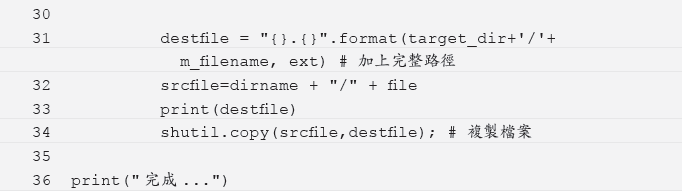 30
31 destfile = "{}.{}".format(target_dir+'/'+
m_filename, ext) # 加上完整路徑
32 srcfile=dirname + "/" + file
33 print(destfile)
34 shutil.copy(srcfile,destfile); # 複製檔案
35
36 print("完成...")